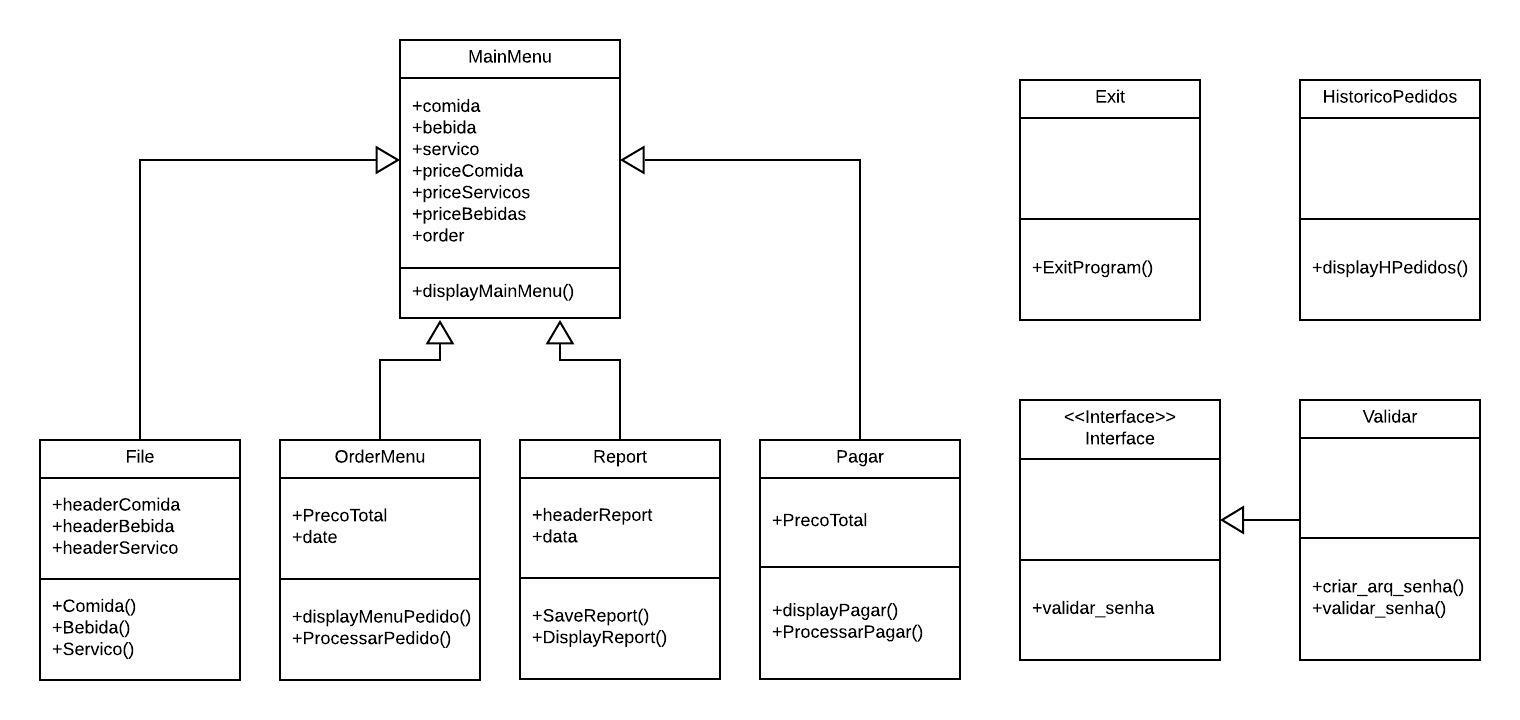 MainMenu
+comida
+bebida
+servico
+priceComida
+priceServicos
+priceBebidas
+order
+displayMainMenu()
Exit
+ExitProgram()
HistoricoPedidos
+displayHPedidos()
File
+headerComida
+headerBebida
+headerServico
+Comida()
+Bebida()
+Servico()
OrderMenu
+PrecoTotal
+date
+displayMenuPedido()
+ProcessarPedido()
Report
+headerReport
+data
+SaveReport()
+DisplayReport()
Pagar
+PrecoTotal
+displayPagar()
+ProcessarPagar()
<<Interface>>
Interface
+validar_senha
Validar
+criar_arq_senha()
+validar_senha()